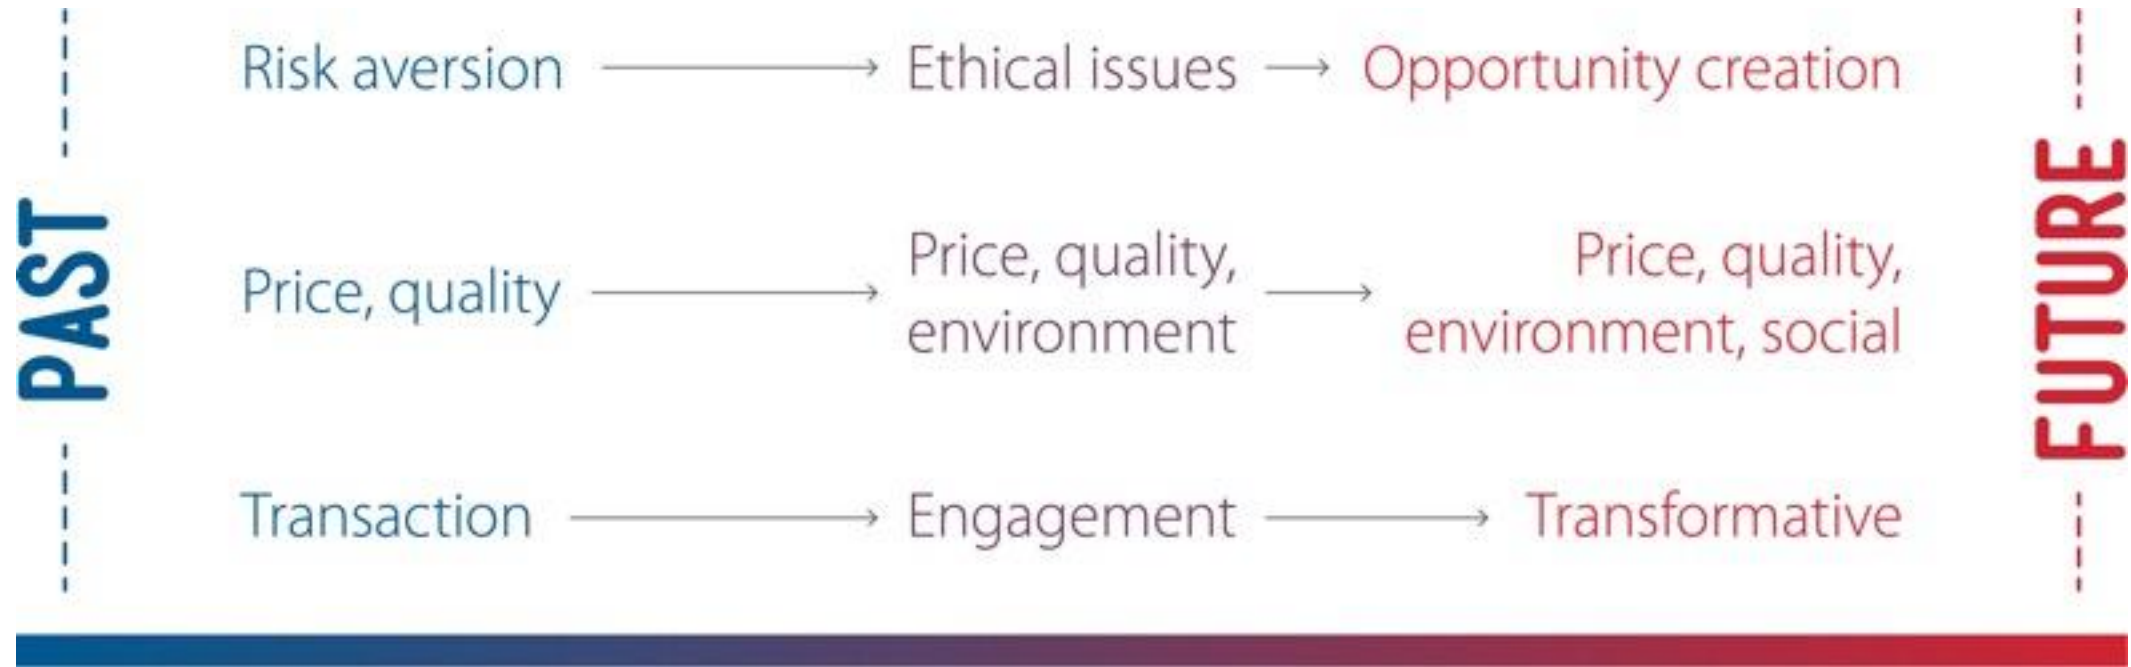 PAST
Risk aversion → Ethical issues → Opportunity creation
Price, quality → Price, quality, environment → Price, quality, environment, social
Transaction → Engagement → Transformative
FUTURE